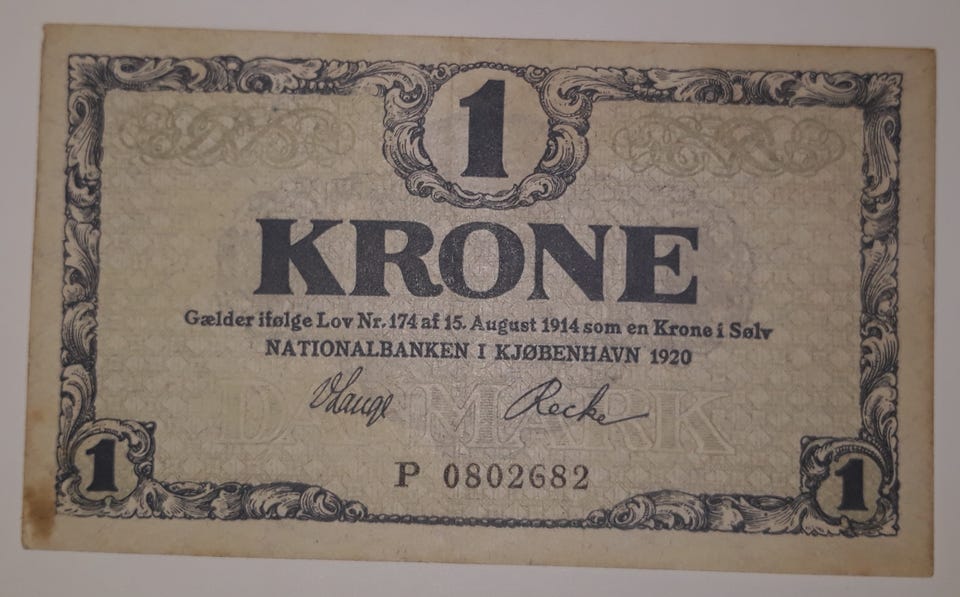 1
KRONE
Gælder ifølge Lov Nr. 174 af 15. August 1914 som en Krone i Sølv
NATIONALBANKEN I KJØBENHAVN 1920
DANMARK
VLange Recke
P 0802682
1 1